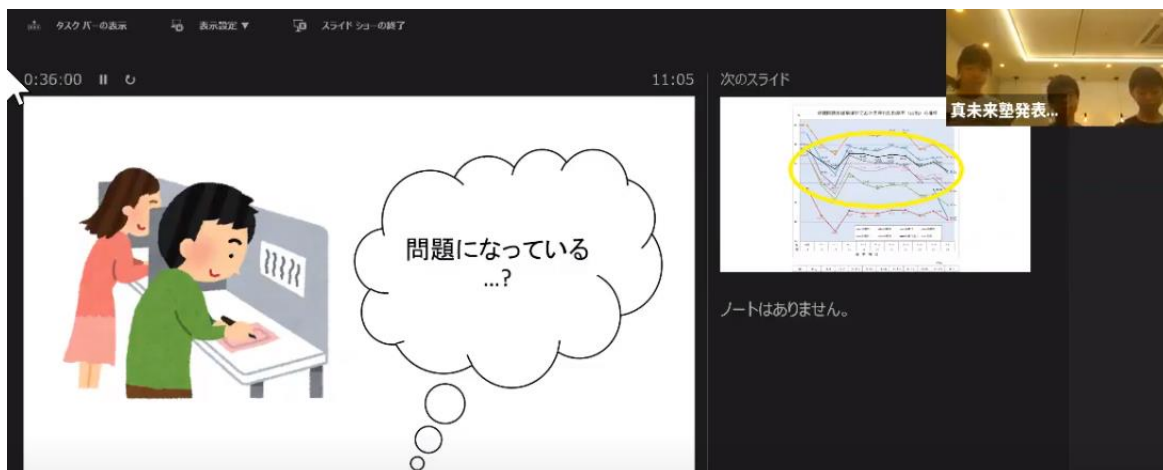 タスク バーの表示
表示設定 ▼
スライド ショーの終了
0:36:00
11:05
次のスライド
真未来塾発表...
問題になっている
...?
ノートはありません。